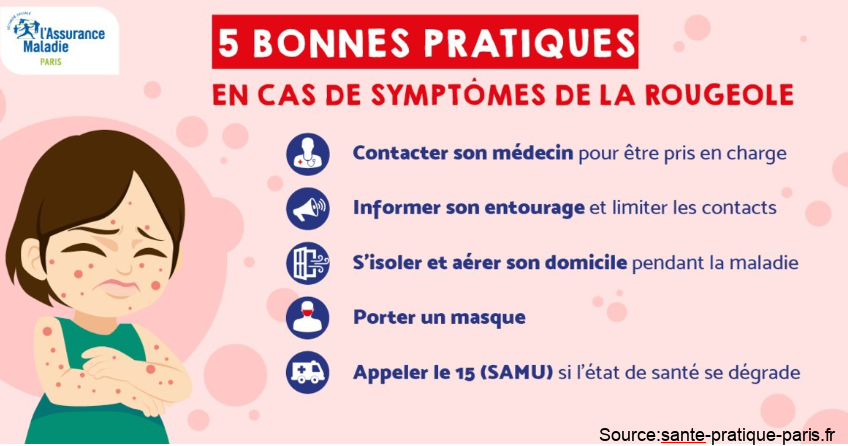 l'Assurance
Maladie
PARIS
5 BONNES PRATIQUES
EN CAS DE SYMPTÔMES DE LA ROUGEOLE
Contacter son médecin pour être pris en charge
Informer son entourage et limiter les contacts
S'isoler et aérer son domicile pendant la maladie
Porter un masque
Appeler le 15 (SAMU) si l'état de santé se dégrade
Source:sante-pratique-paris.fr